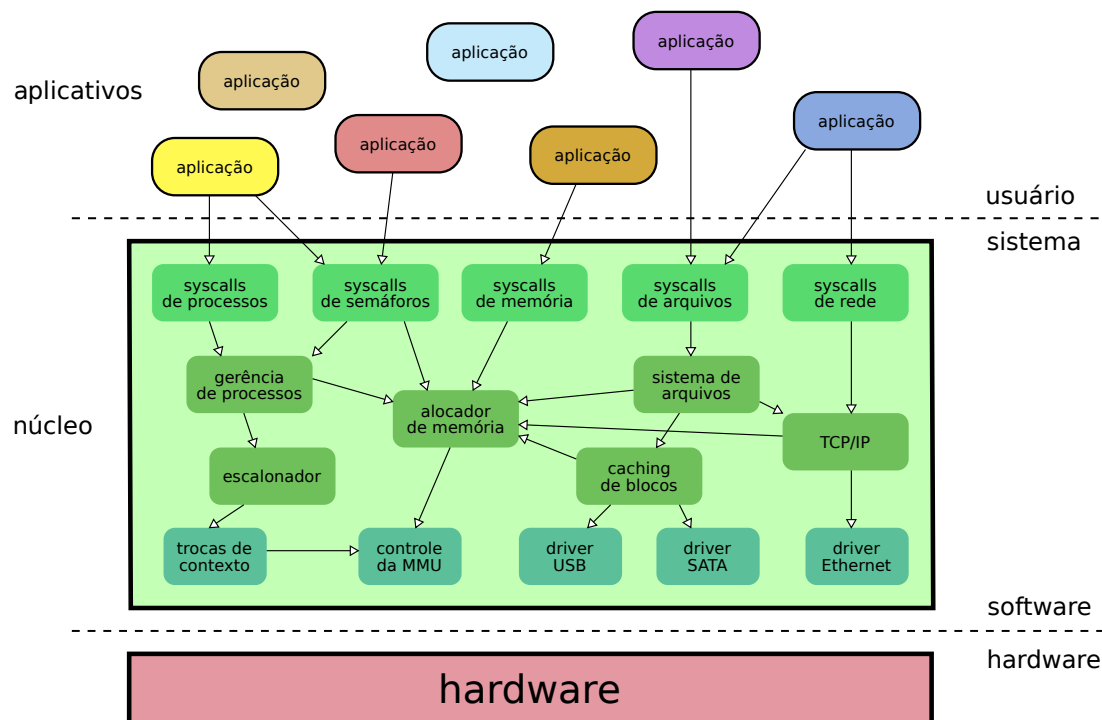 aplicação
aplicação
aplicação
aplicativos
aplicação
aplicação
aplicação
aplicação
usuário
sistema
syscalls
de processos
syscalls
de semáforos
syscalls
de memória
syscalls
de arquivos
syscalls
de rede
gerência
de processos
sistema de
arquivos
núcleo
alocador
de memória
TCP/IP
escalonador
caching
de blocos
trocas de
contexto
controle
da MMU
driver
USB
driver
SATA
driver
Ethernet
software
hardware
hardware